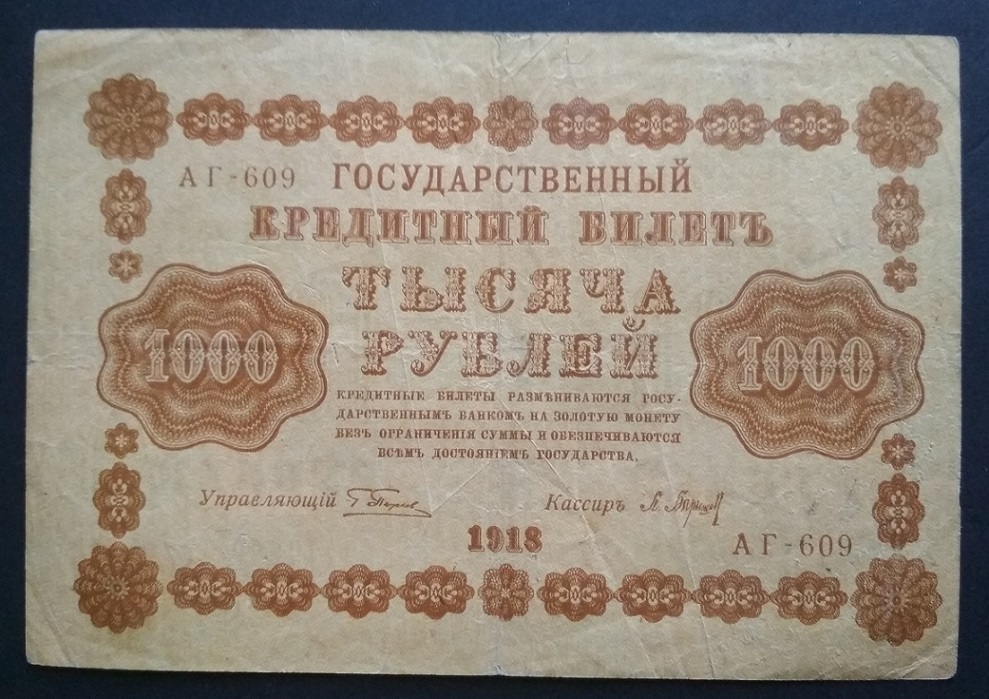 АГ-609 ГОСУДАРСТВЕННЫЙ
КРЕДИТНЫЙ БИЛЕТЪ
ТЫСЯЧА
РУБЛЕЙ
1000 1000
КРЕДИТНЫЕ БИЛЕТЫ РАЗМѢНИВАЮТСЯ ГОСУ-
ДАРСТВЕННЫМЪ БАНКОМЪ НА ЗОЛОТУЮ МОНЕТУ
БЕЗЪ ОГРАНИЧЕНІЯ СУММЫ И ОБЕЗПЕЧИВАЮТСЯ
ВСѢМЪ ДОСТОЯНІЕМЪ ГОСУДАРСТВА.
Управляющій Кассиръ
1918 АГ-609